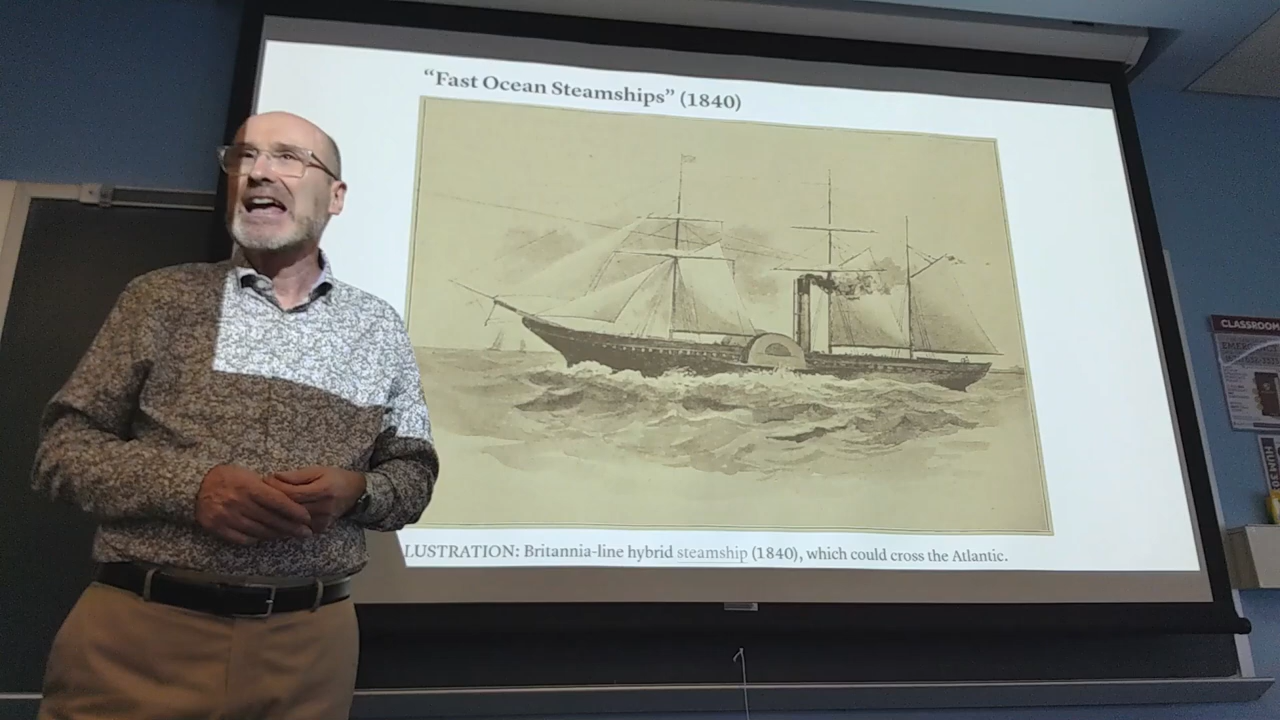 “Fast Ocean Steamships” (1840)
LUSTRATION: Britannia-line hybrid steamship (1840), which could cross the Atlantic.
CLASSROOM